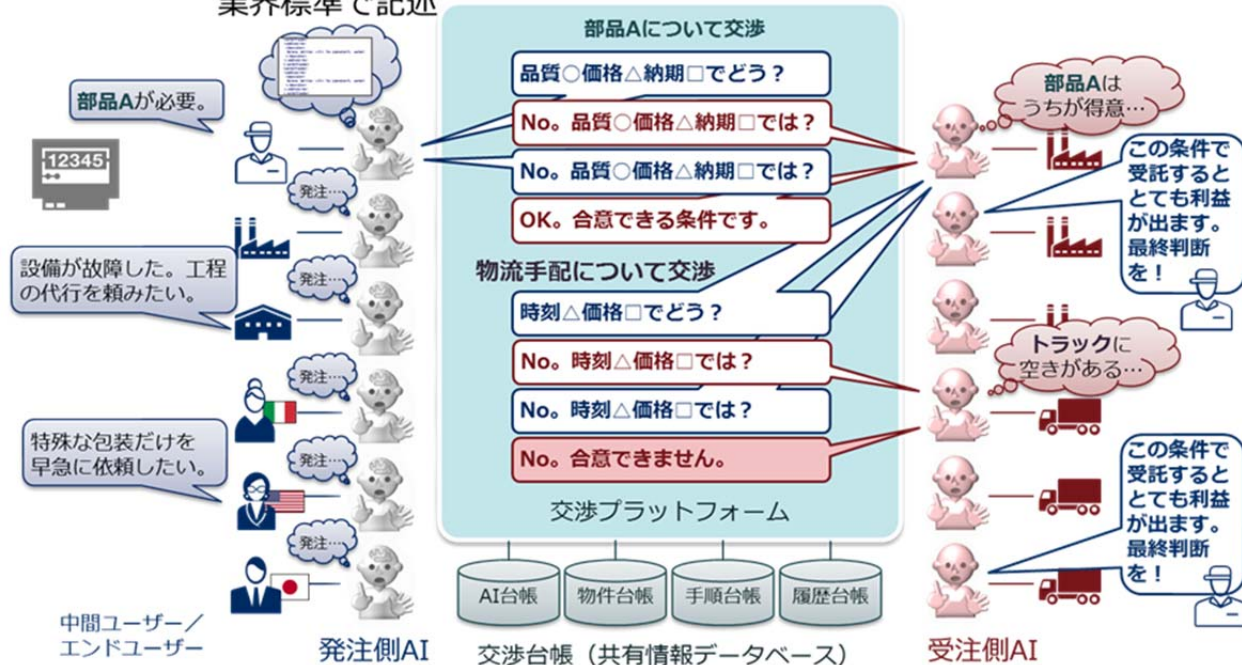 業界標準で記述
部品Aが必要。
12345
発注…
設備が故障した。工程
の代行を頼みたい。
発注…
発注…
特殊な包装だけを
早急に依頼したい。
発注…
発注…
中間ユーザー/
エンドユーザー
発注側AI
部品Aについて交渉
品質○価格△納期□でどう?
No。品質○価格△納期□では?
No。品質○価格△納期□では?
OK。合意できる条件です。
物流手配について交渉
時刻△価格□でどう?
No。時刻△価格□では?
No。時刻△価格□では?
No。合意できません。
交渉プラットフォーム
AI台帳
物件台帳
手順台帳
履歴台帳
交渉台帳(共有情報データベース)
部品Aは
うちが得意…
この条件で
受託すると
とても利益
が出ます。
最終判断
を!
トラックに
空きがある…
この条件で
受託すると
とても利益
が出ます。
最終判断
を!
受注側AI